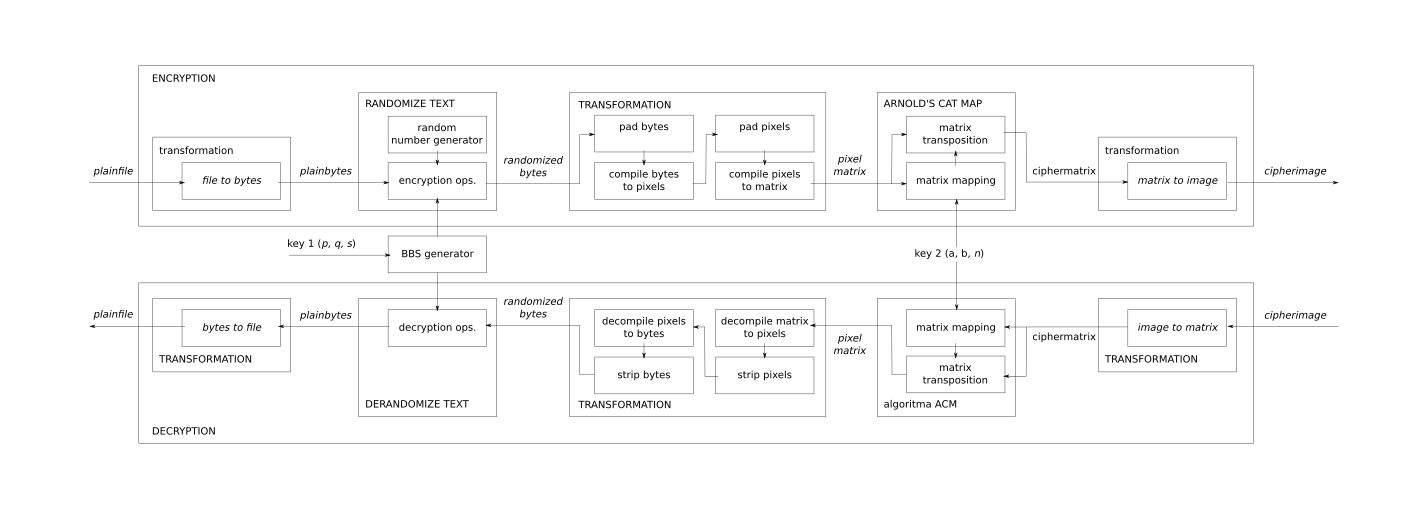 ENCRYPTION
RANDOMIZE TEXT
TRANSFORMATION
ARNOLD'S CAT MAP
random
number generator
pad bytes
pad pixels
matrix
transposition
transformation
transformation
plainfile
file to bytes
plainbytes
encryption ops.
randomized
bytes
compile bytes
to pixels
compile pixels
to matrix
pixel
matrix
matrix mapping
ciphermatrix
matrix to image
cipherimage
key 1 (p, q, s)
BBS generator
key 2 (a, b, n)
plainfile
bytes to file
TRANSFORMATION
plainbytes
decryption ops.
DERANDOMIZE TEXT
randomized
bytes
decompile pixels
to bytes
decompile matrix
to pixels
strip bytes
strip pixels
TRANSFORMATION
pixel
matrix
matrix mapping
matrix
transposition
algoritma ACM
ciphermatrix
image to matrix
TRANSFORMATION
cipherimage
DECRYPTION